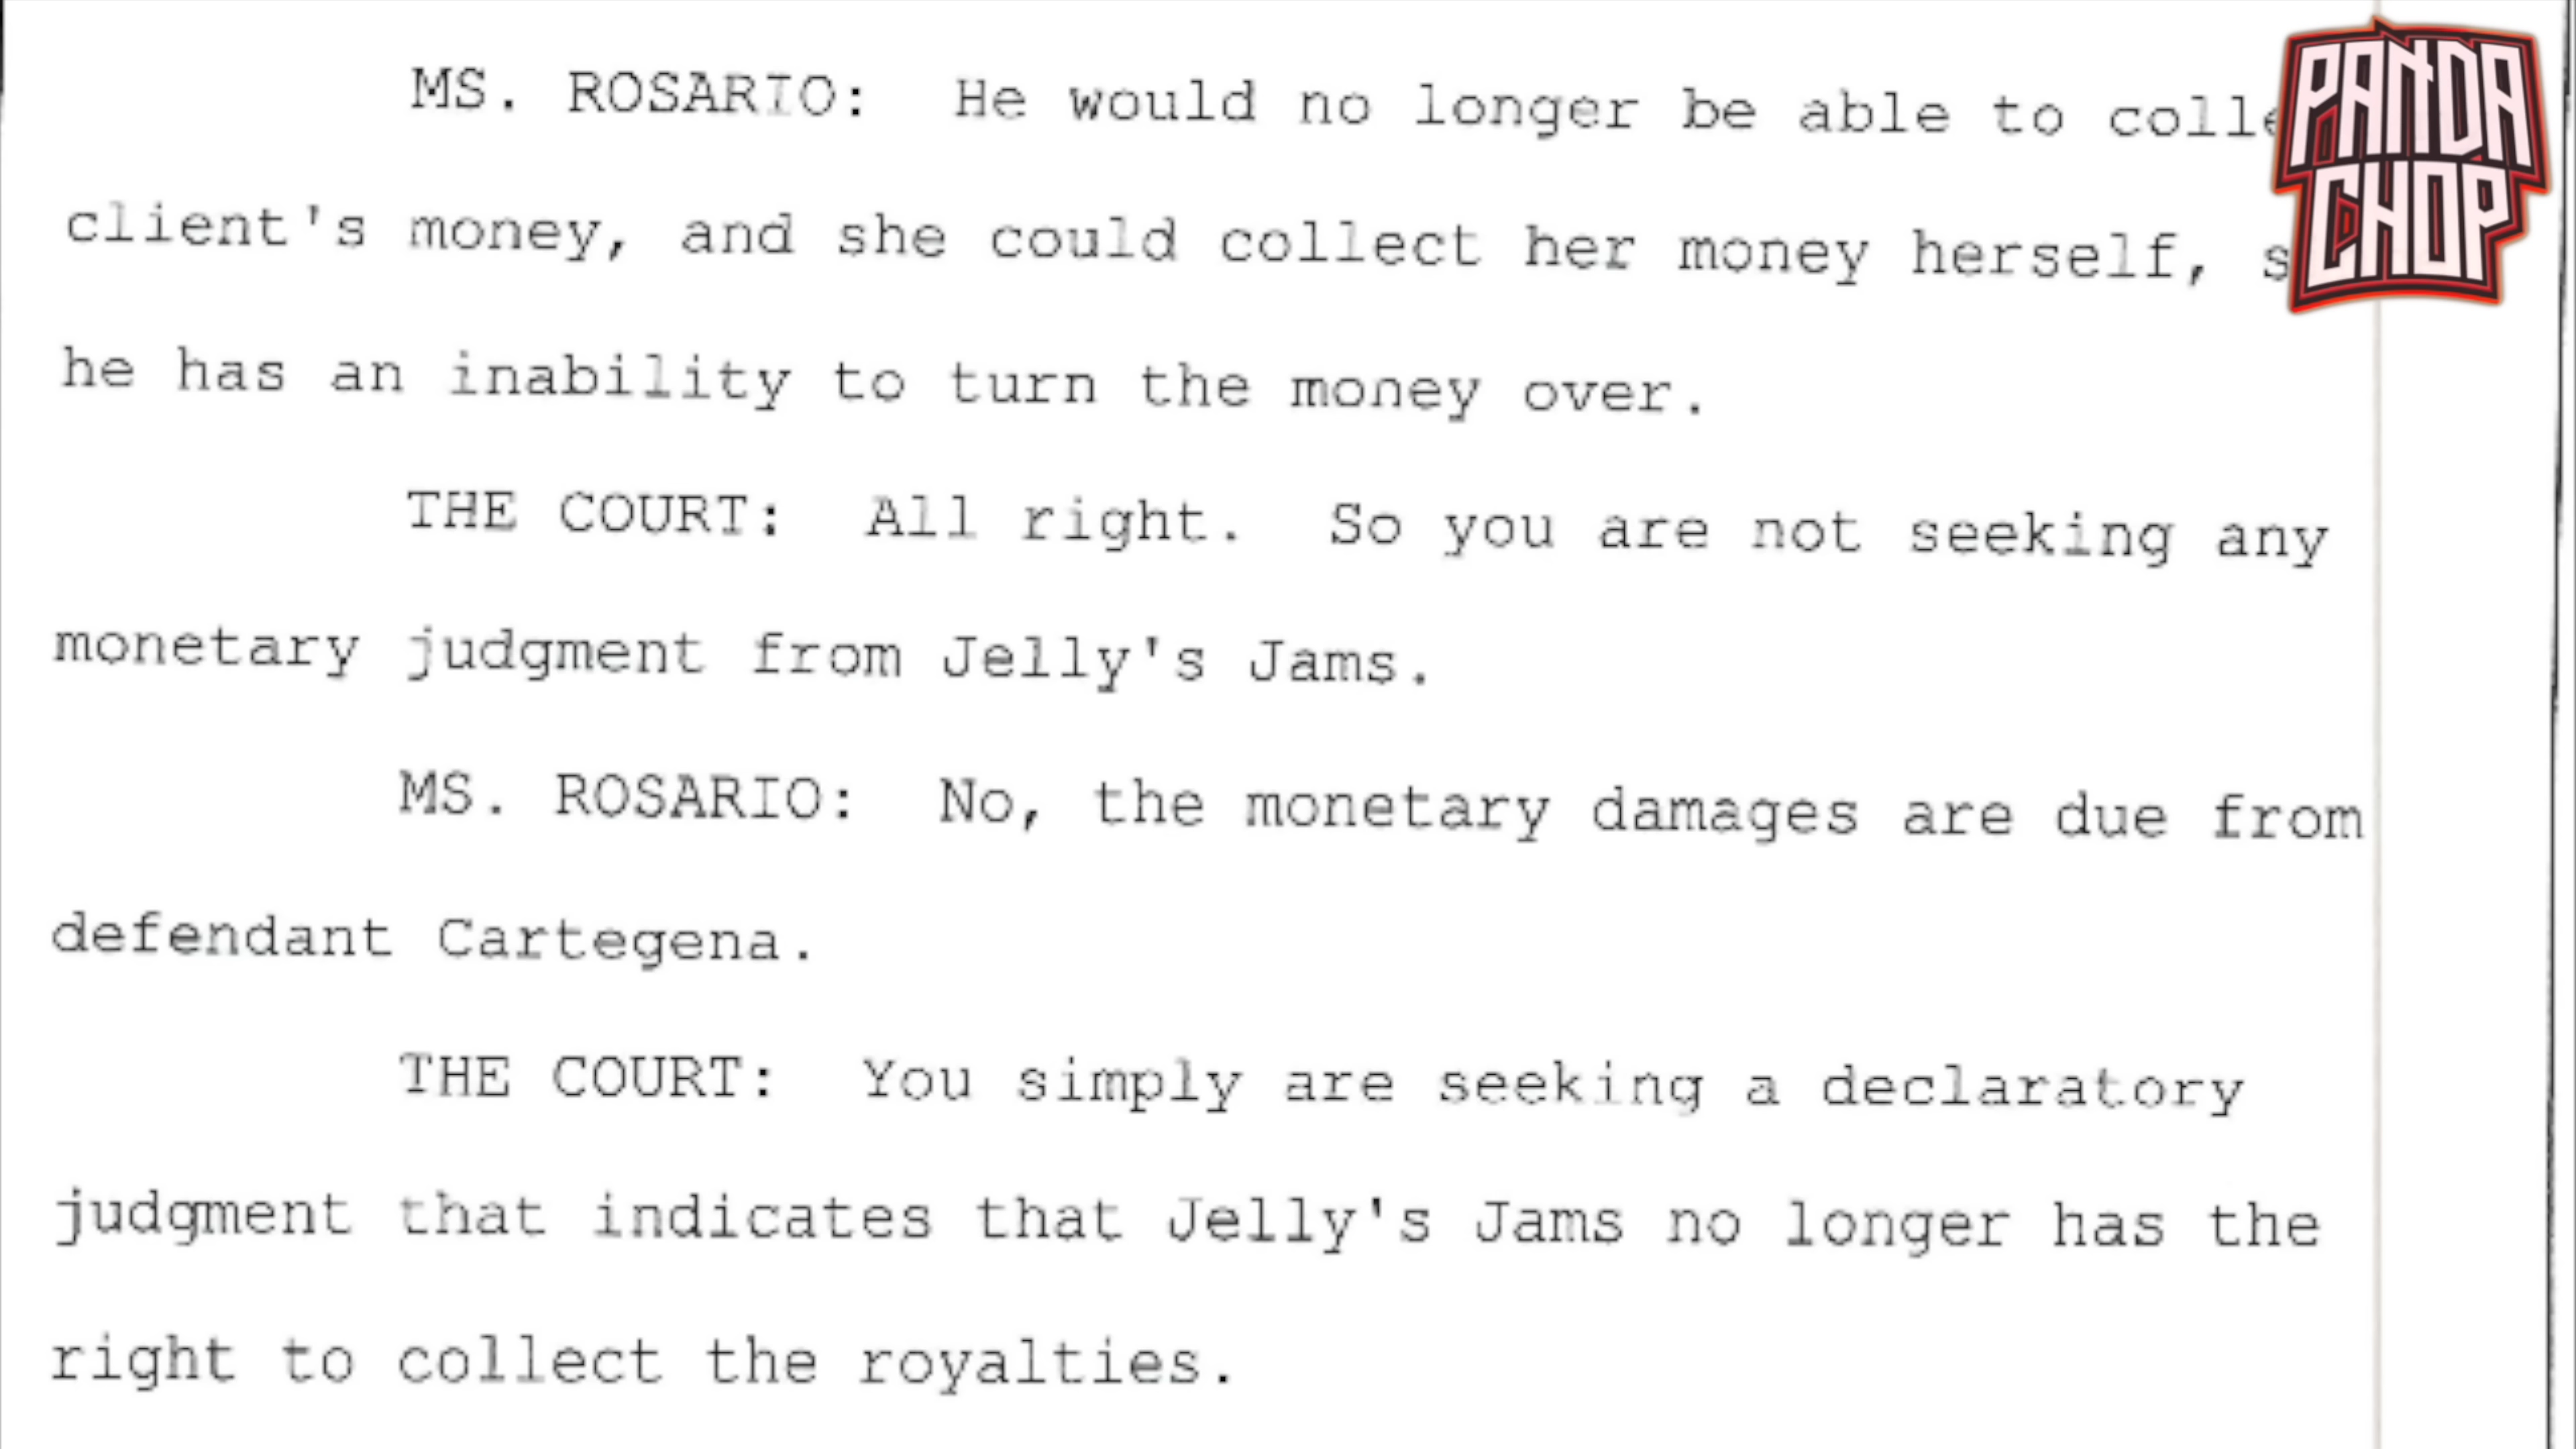 MS. ROSARIO:  He would no longer be able to
client's money, and she could collect her money herself,
he has an inability to turn the money over.
THE COURT:  All right.  So you are not seeking any
monetary judgment from Jelly's Jams.
MS. ROSARIO:  No, the monetary damages are due from
defendant Cartegena.
THE COURT:  You simply are seeking a declaratory
judgment that indicates that Jelly's Jams no longer has the
right to collect the royalties.
PANDA
CHOP